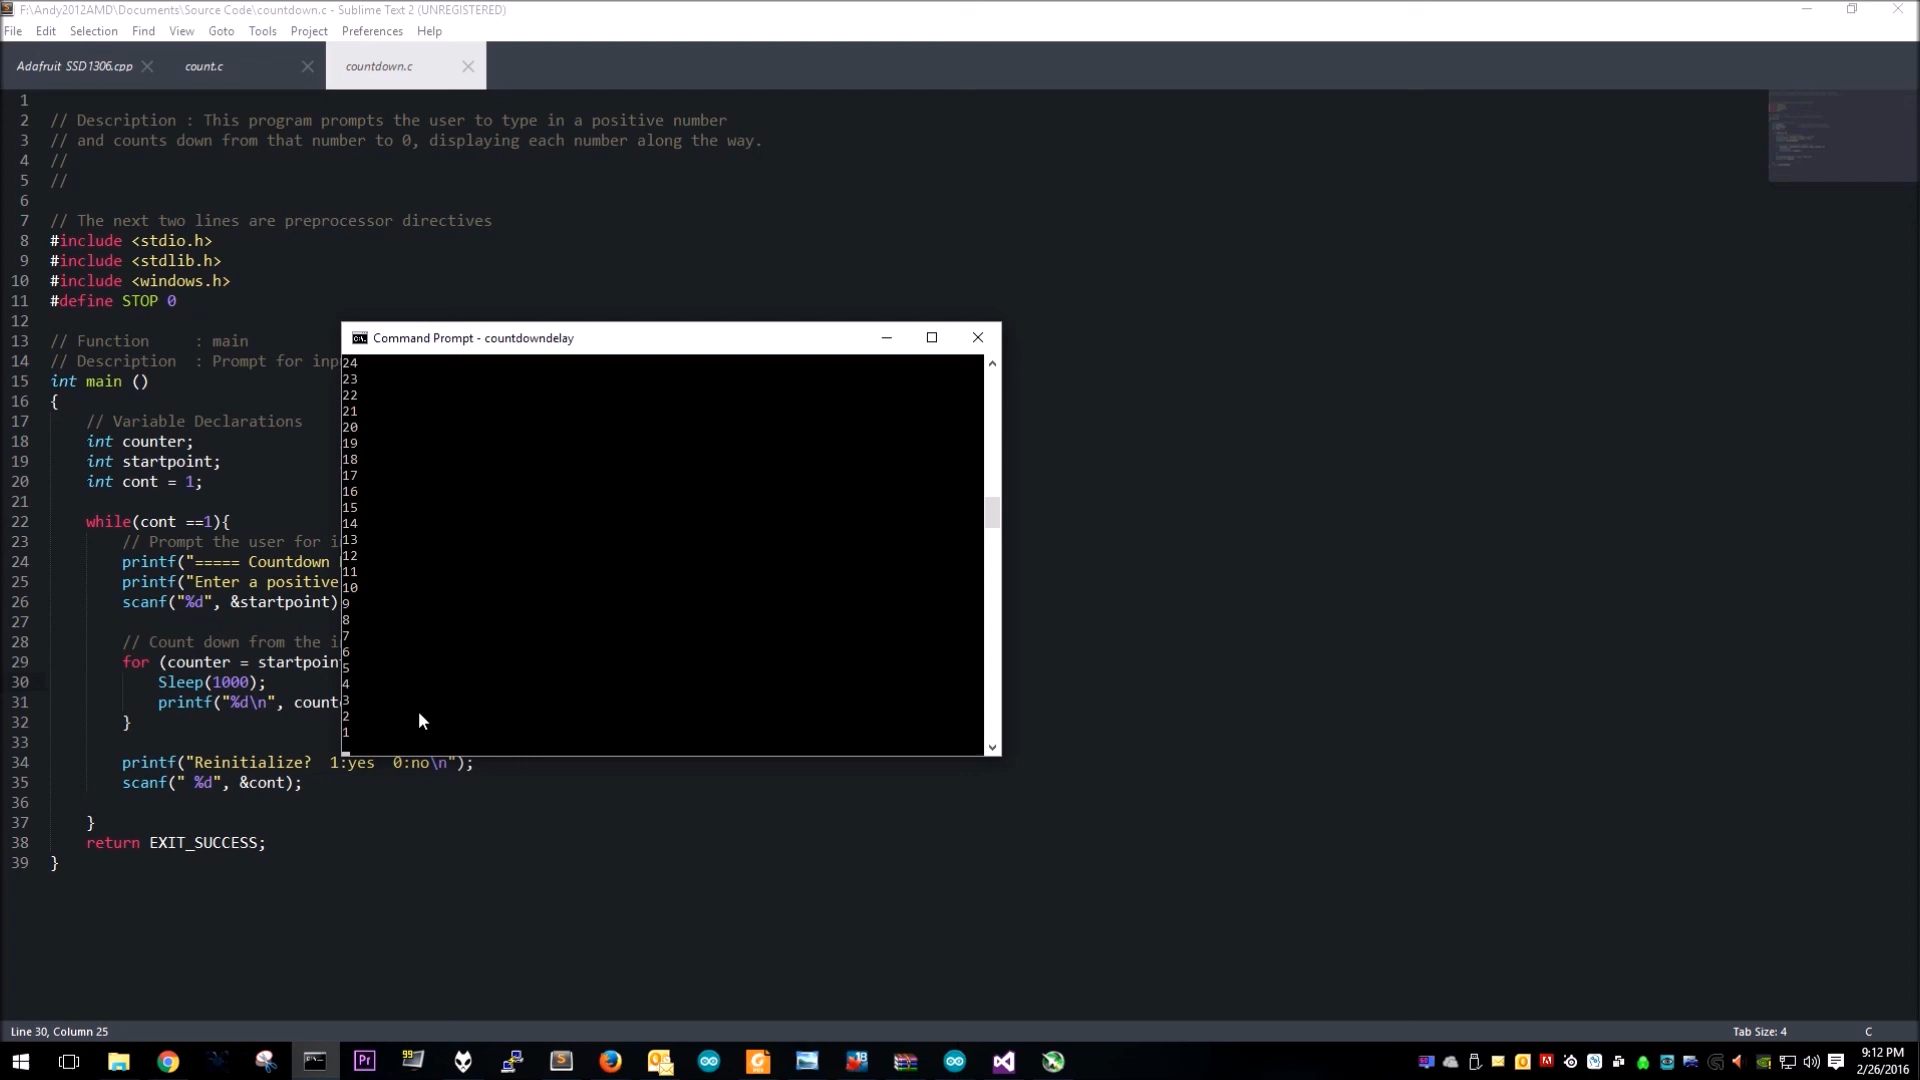 F:\Andy2012AMD\Documents\Source Code\countdown.c - Sublime Text 2 (UNREGISTERED)
File Edit Selection Find View Goto Tools Project Preferences Help
Adafruit SSD1306.cpp count.c countdown.c
1
2 // Description : This program prompts the user to type in a positive number
3 // and counts down from that number to 0, displaying each number along the way.
4 //
5 //
6
7 // The next two lines are preprocessor directives
8 #include <stdio.h>
9 #include <stdlib.h>
10 #include <windows.h>
11 #define STOP 0
12
13 // Function     : main
14 // Description  : Prompt for inp
15 int main ()
16 {
17     // Variable Declarations
18     int counter;
19     int startpoint;
20     int cont = 1;
21
22     while(cont ==1){
23         // Prompt the user for i
24         printf("===== Countdown
25         printf("Enter a positive
26         scanf("%d", &startpoint)
27
28         // Count down from the i
29         for (counter = startpoin
30             Sleep(1000);
31             printf("%d\n", count
32         }
33
34         printf("Reinitialize?  1:yes  0:no\n");
35         scanf(" %d", &cont);
36
37     }
38     return EXIT_SUCCESS;
39 }
Command Prompt - countdowndelay
24
23
22
21
20
19
18
17
16
15
14
13
12
11
10
9
8
7
6
5
4
3
2
1
Line 30, Column 25
Tab Size: 4
C
Pr
9:12 PM
2/26/2016